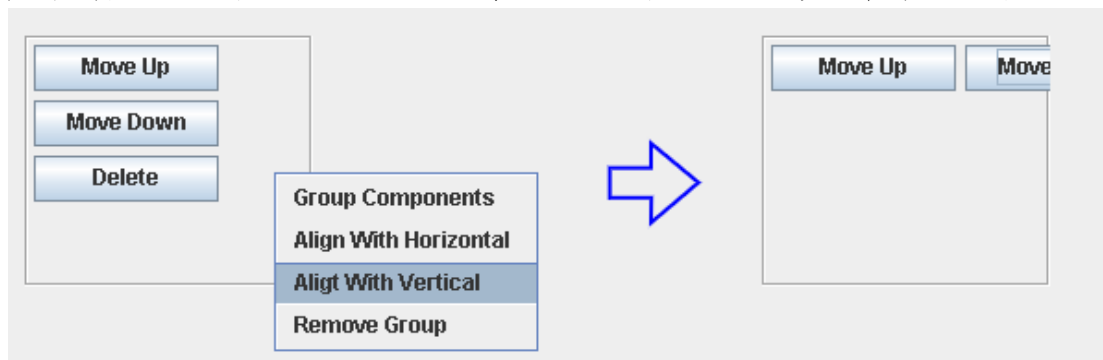 Move Up
Move Down
Delete
Group Components
Align With Horizontal
Aligt With Vertical
Remove Group
Move Up
Move